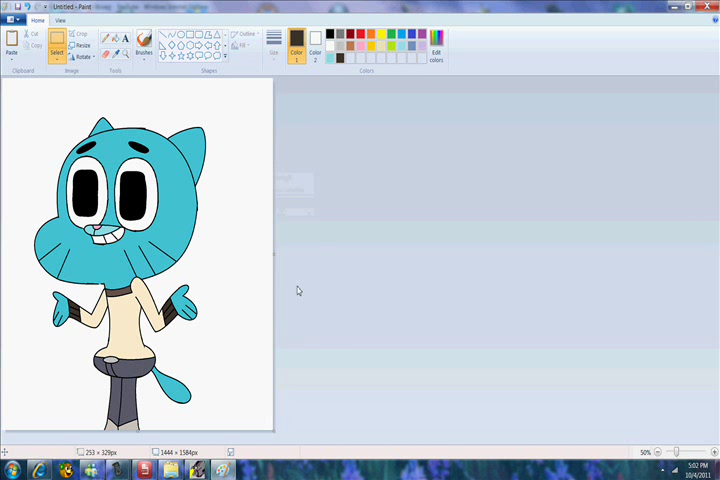 Untitled - Paint
Home
View
Paste
Cut
Copy
Clipboard
Select
Crop
Resize
Rotate
Image
Tools
Brushes
Shapes
Outline
Fill
Size
Color 1
Color 2
Colors
Edit colors
253 × 329px
1444 × 1584px
50%
5:02 PM
10/4/2011